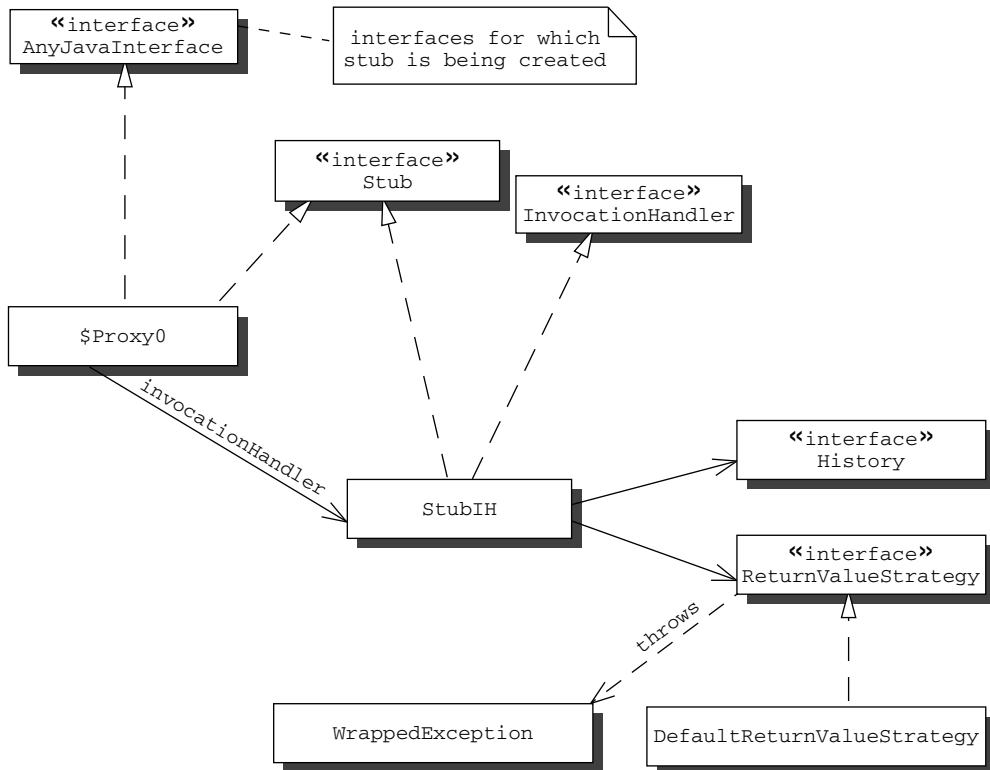 «interface»
AnyJavaInterface
interfaces for which
stub is being created
«interface»
Stub
«interface»
InvocationHandler
$Proxy0
invocationHandler
«interface»
History
StubIH
«interface»
ReturnValueStrategy
throws
WrappedException
DefaultReturnValueStrategy